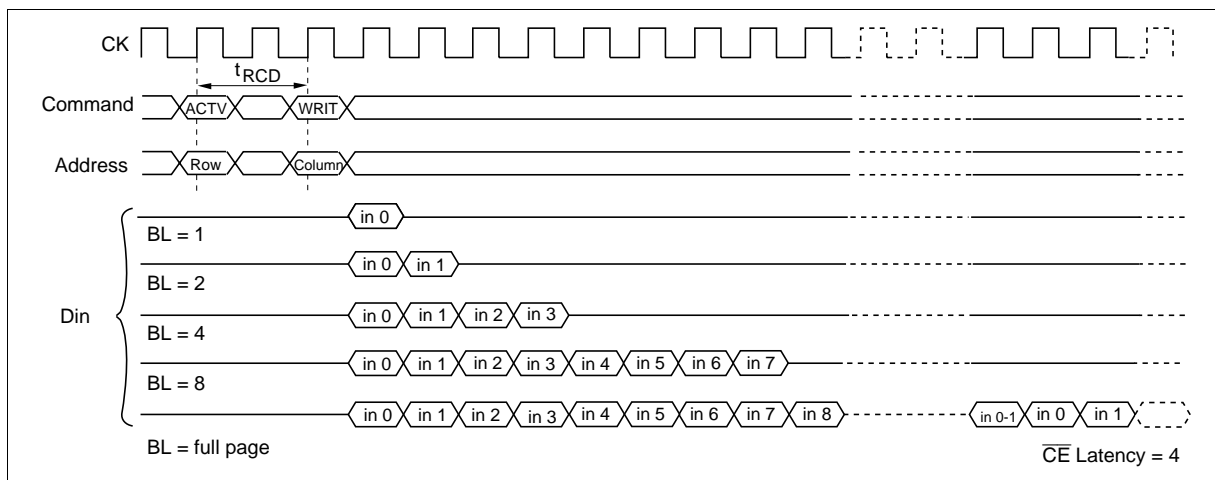 CK
tRCD
Command ACTV WRIT
Address Row Column
in 0
BL = 1
in 0 in 1
BL = 2
Din
in 0 in 1 in 2 in 3
BL = 4
in 0 in 1 in 2 in 3 in 4 in 5 in 6 in 7
BL = 8
in 0 in 1 in 2 in 3 in 4 in 5 in 6 in 7 in 8 in 0-1 in 0 in 1
BL = full page
CE Latency = 4